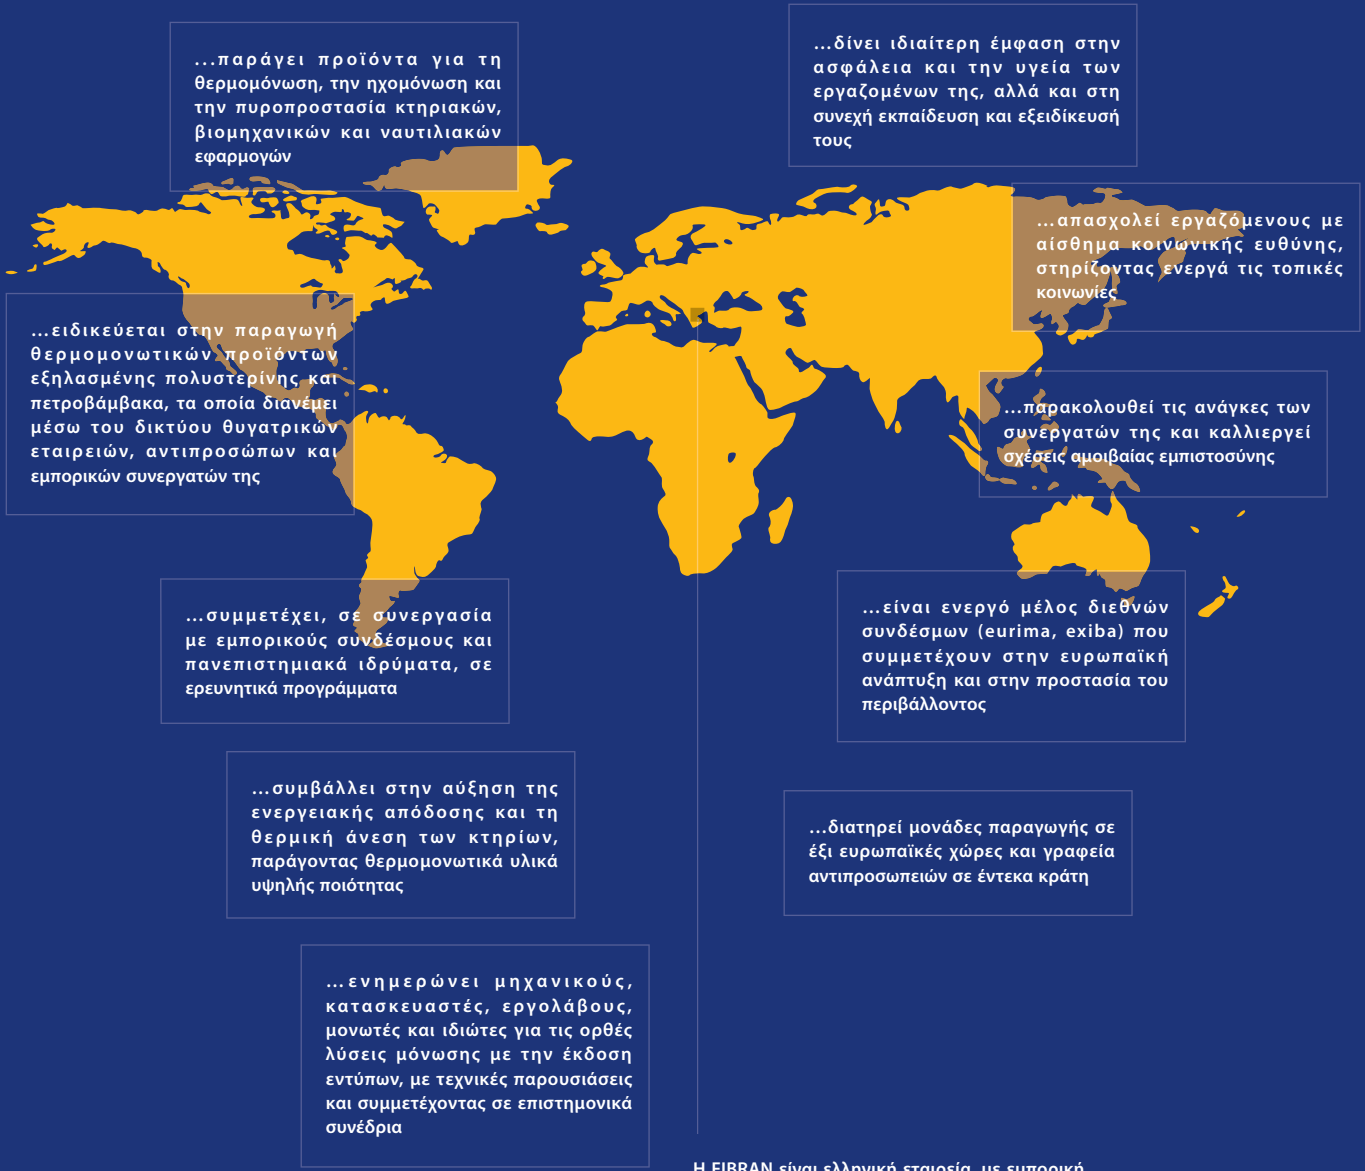 ...παράγει προϊόντα για τη
θερμομόνωση, την ηχομόνωση και
την πυροπροστασία κτηριακών,
βιομηχανικών και ναυτιλιακών
εφαρμογών
...δίνει ιδιαίτερη έμφαση στην
ασφάλεια και την υγεία των
εργαζομένων της, αλλά και στη
συνεχή εκπαίδευση και εξειδίκευσή
τους
...απασχολεί εργαζόμενους με
αίσθημα κοινωνικής ευθύνης,
στηρίζοντας ενεργά τις τοπικές
κοινωνίες
...ειδικεύεται στην παραγωγή
θερμομονωτικών προϊόντων
εξηλασμένης πολυστερίνης και
πετροβάμβακα, τα οποία διανέμει
μέσω του δικτύου θυγατρικών
εταιρειών, αντιπροσώπων και
εμπορικών συνεργατών της
...παρακολουθεί τις ανάγκες των
συνεργατών της και καλλιεργεί
σχέσεις αμοιβαίας εμπιστοσύνης
...συμμετέχει, σε συνεργασία
με εμπορικούς συνδέσμους και
πανεπιστημιακά ιδρύματα, σε
ερευνητικά προγράμματα
...είναι ενεργό μέλος διεθνών
συνδέσμων (eurima, exiba) που
συμμετέχουν στην ευρωπαϊκή
ανάπτυξη και στην προστασία του
περιβάλλοντος
...συμβάλλει στην αύξηση της
ενεργειακής απόδοσης και τη
θερμική άνεση των κτηρίων,
παράγοντας θερμομονωτικά υλικά
υψηλής ποιότητας
...διατηρεί μονάδες παραγωγής σε
έξι ευρωπαϊκές χώρες και γραφεία
αντιπροσωπειών σε έντεκα κράτη
...ενημερώνει μηχανικούς,
κατασκευαστές, εργολάβους,
μονωτές και ιδιώτες για τις ορθές
λύσεις μόνωσης με την έκδοση
εντύπων, με τεχνικές παρουσιάσεις
και συμμετέχοντας σε επιστημονικά
συνέδρια
Η FIBRAN είναι ελληνική εταιρεία, με εμπορική